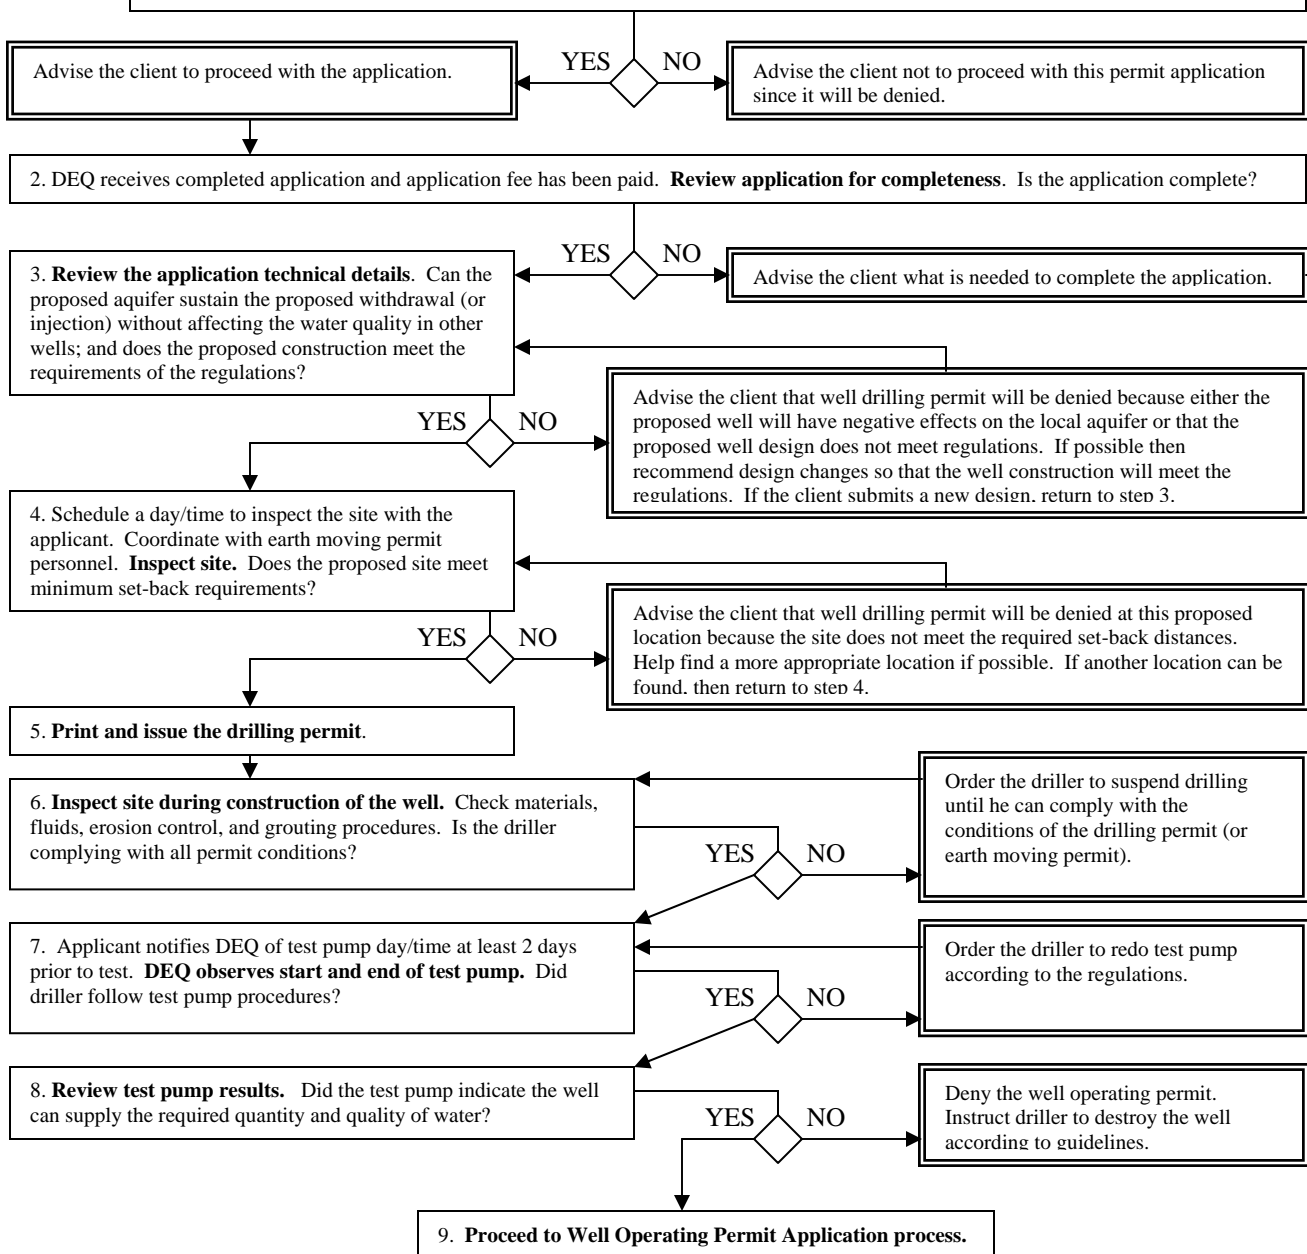 YES
NO
Advise the client to proceed with the application.
Advise the client not to proceed with this permit application
since it will be denied.
2. DEQ receives completed application and application fee has been paid.  Review application for completeness.  Is the application complete?
YES
NO
3. Review the application technical details.  Can the
proposed aquifer sustain the proposed withdrawal (or
injection) without affecting the water quality in other
wells; and does the proposed construction meet the
requirements of the regulations?
Advise the client what is needed to complete the application.
YES
NO
Advise the client that well drilling permit will be denied because either the
proposed well will have negative effects on the local aquifer or that the
proposed well design does not meet regulations.  If possible then
recommend design changes so that the well construction will meet the
regulations.  If the client submits a new design, return to step 3.
4. Schedule a day/time to inspect the site with the
applicant.  Coordinate with earth moving permit
personnel.  Inspect site.  Does the proposed site meet
minimum set-back requirements?
YES
NO
Advise the client that well drilling permit will be denied at this proposed
location because the site does not meet the required set-back distances.
Help find a more appropriate location if possible.  If another location can be
found, then return to step 4.
5. Print and issue the drilling permit.
6. Inspect site during construction of the well.  Check materials,
fluids, erosion control, and grouting procedures.  Is the driller
complying with all permit conditions?
YES
NO
Order the driller to suspend drilling
until he can comply with the
conditions of the drilling permit (or
earth moving permit).
7.  Applicant notifies DEQ of test pump day/time at least 2 days
prior to test.  DEQ observes start and end of test pump.  Did
driller follow test pump procedures?
YES
NO
Order the driller to redo test pump
according to the regulations.
8. Review test pump results.   Did the test pump indicate the well
can supply the required quantity and quality of water?
YES
NO
Deny the well operating permit.
Instruct driller to destroy the well
according to guidelines.
9.  Proceed to Well Operating Permit Application process.